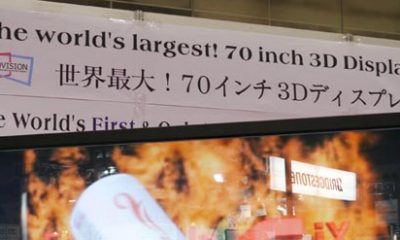 he world's largest! 70 inch 3D Displa
VISION
世界最大！70インチ3Dディスプレ
e World's First &
BRIDGESTONE